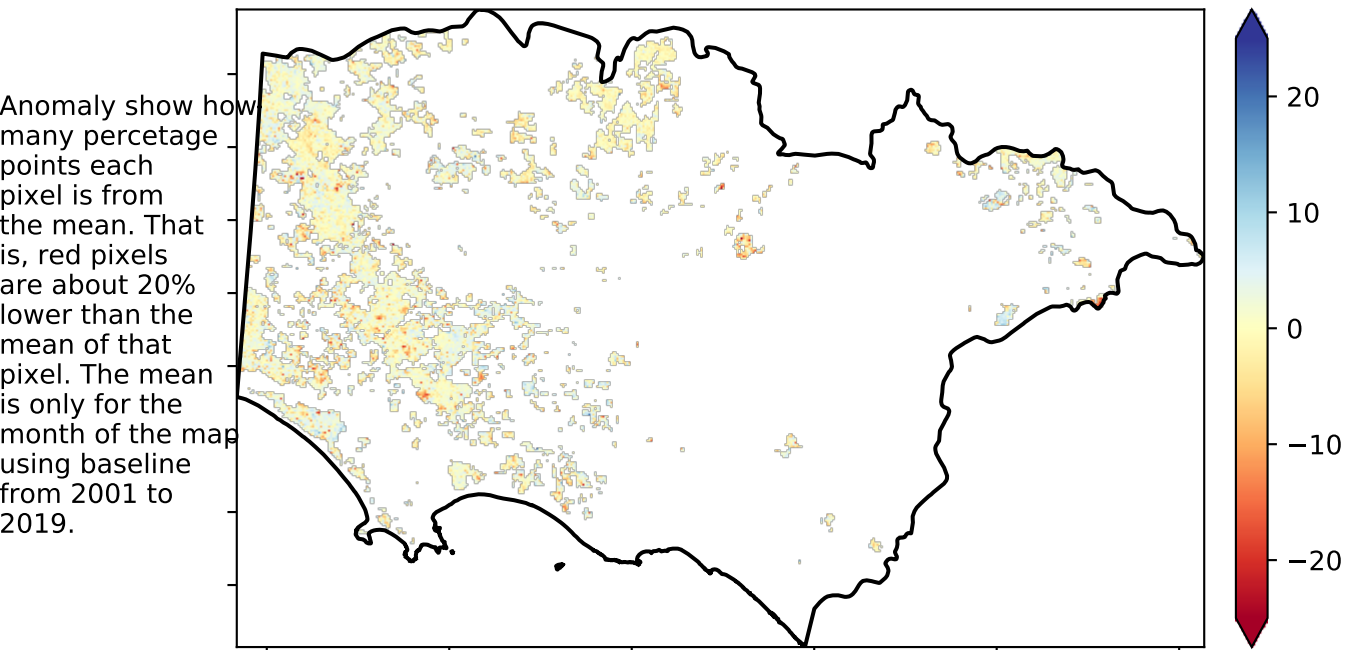 Anomaly show how
many percetage
points each
pixel is from
the mean. That
is, red pixels
are about 20%
lower than the
mean of that
pixel. The mean
is only for the
month of the map
using baseline
from 2001 to
2019.
20
10
0
−10
−20